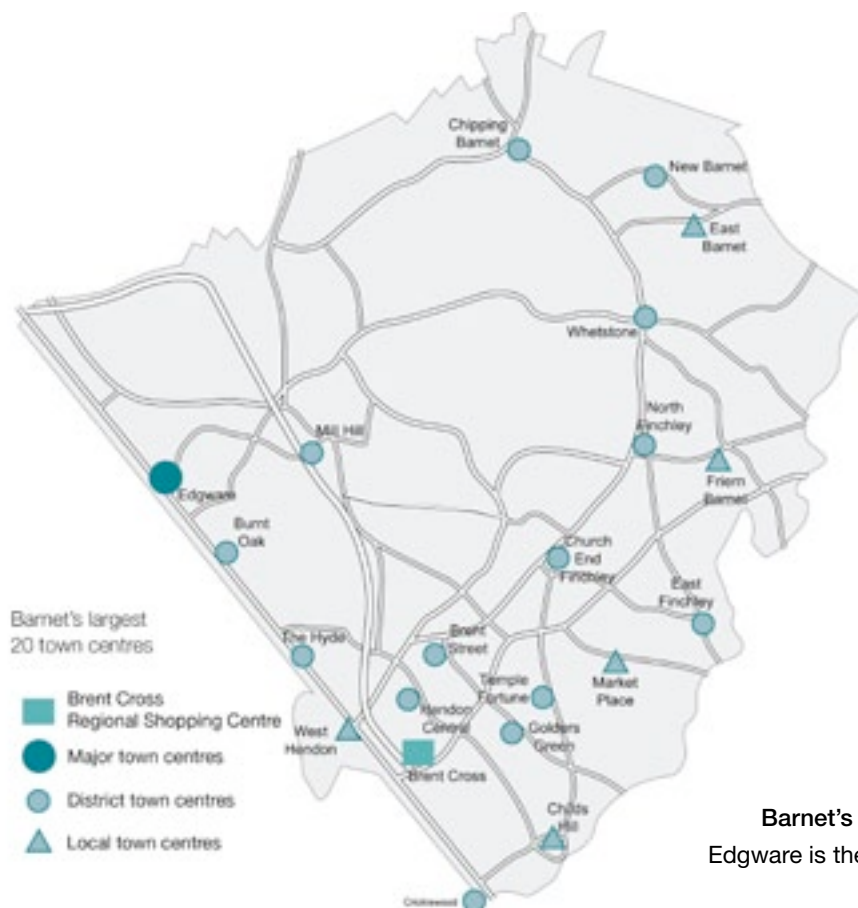 Chipping
Barnet
New Barnet
East
Barnet
Whetstone
North
Finchley
Mill Hill
Friern
Barnet
Edgware
Burnt
Oak
Church
End
Finchley
East
Finchley
Barnet's largest
20 town centres
The Hyde
Brent
Street
Market
Place
Temple
Fortune
Hendon
Central
Golders
Green
West
Hendon
Brent Cross
Childs
Hill
Cricklewood
Brent Cross
Regional Shopping Centre
Major town centres
District town centres
Local town centres
Barnet's
Edgware is the